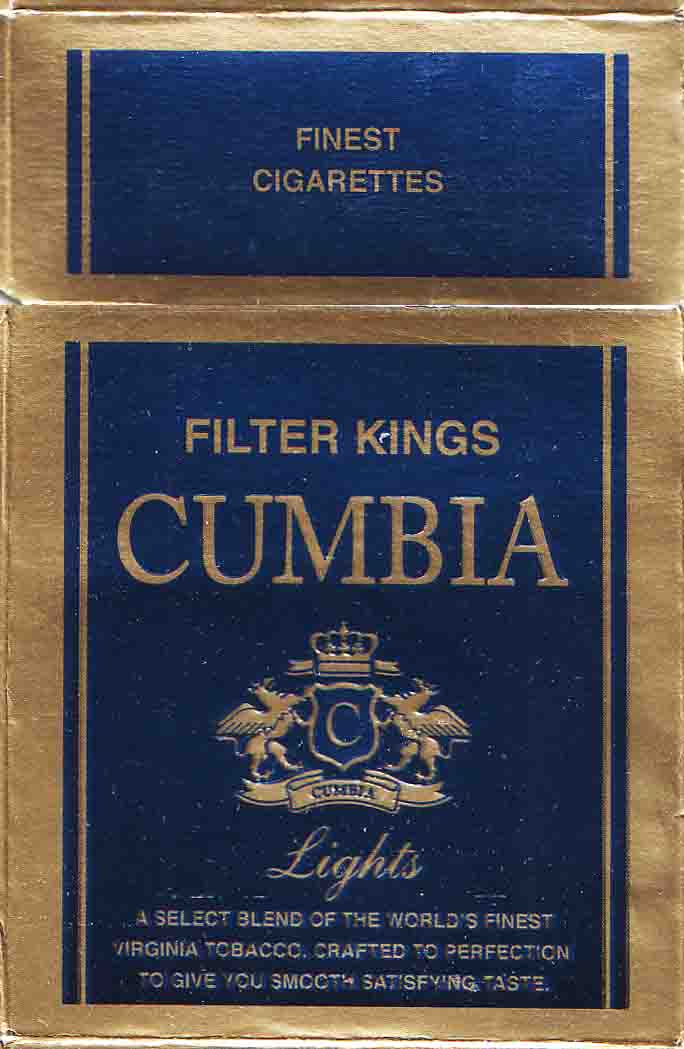 FINEST
CIGARETTES
FILTER KINGS
CUMBIA
C
CUMBIA
Lights
A SELECT BLEND OF THE WORLD'S FINEST
VIRGINIA TOBACCO. CRAFTED TO PERFECTION
TO GIVE YOU SMOOTH SATISFYING TASTE.